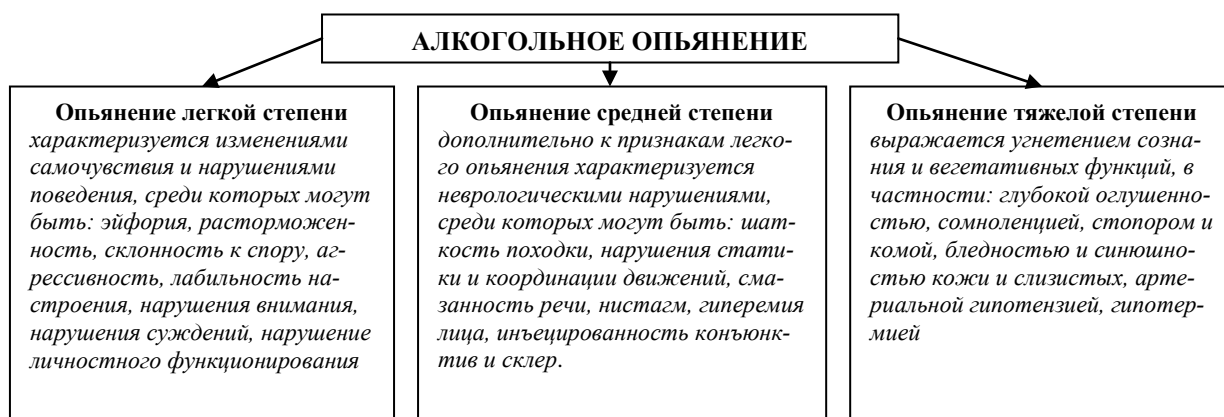 АЛКОГОЛЬНОЕ ОПЬЯНЕНИЕ
Опьянение легкой степени
характеризуется изменениями
самочувствия и нарушениями
поведения, среди которых могут
быть: эйфория, расторможен-
ность, склонность к спору, аг-
рессивность, лабильность на-
строения, нарушения внимания,
нарушения суждений, нарушение
личностного функционирования
Опьянение средней степени
дополнительно к признакам легко-
го опьянения характеризуется
неврологическими нарушениями,
среди которых могут быть: шат-
кость походки, нарушения стати-
ки и координации движений, сма-
занность речи, нистагм, гиперемия
лица, инъецированность конъюнк-
тив и склер.
Опьянение тяжелой степени
выражается угнетением созна-
ния и вегетативных функций, в
частности: глубокой оглушенно-
стью, сомноленцией, стопором и
комой, бледностью и синюшно-
стью кожи и слизистых, арте-
риальной гипотензией, гипотер-
мией